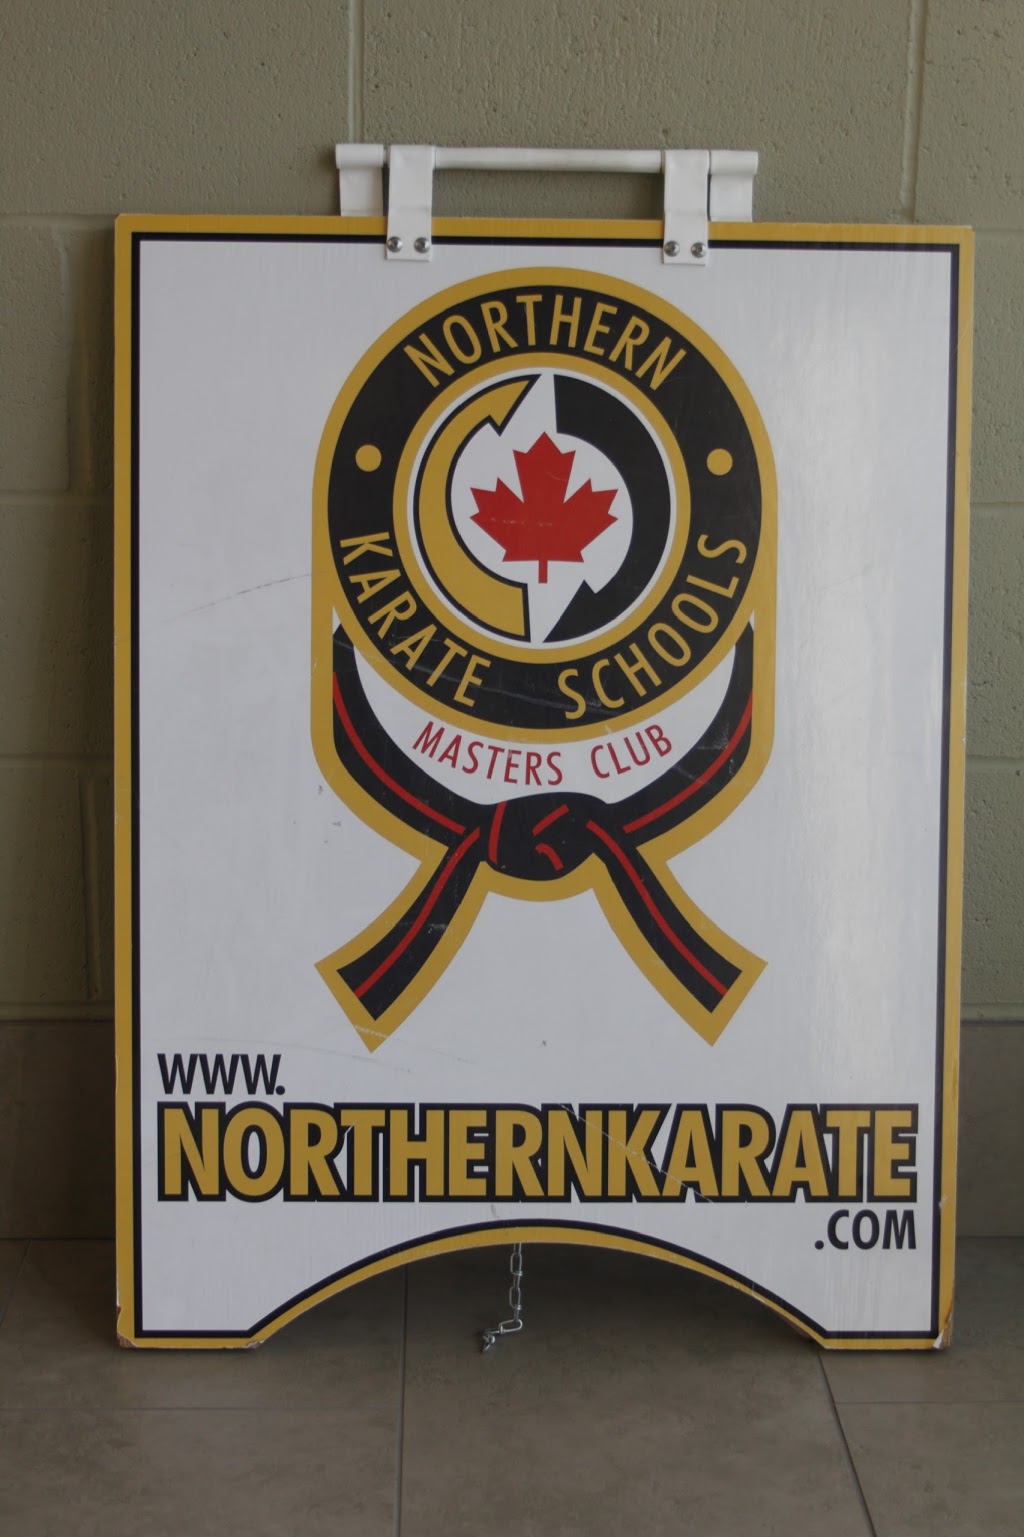 NORTHERN
KARATE SCHOOLS
MASTERS CLUB
WWW.
NORTHERNKARATE
.COM